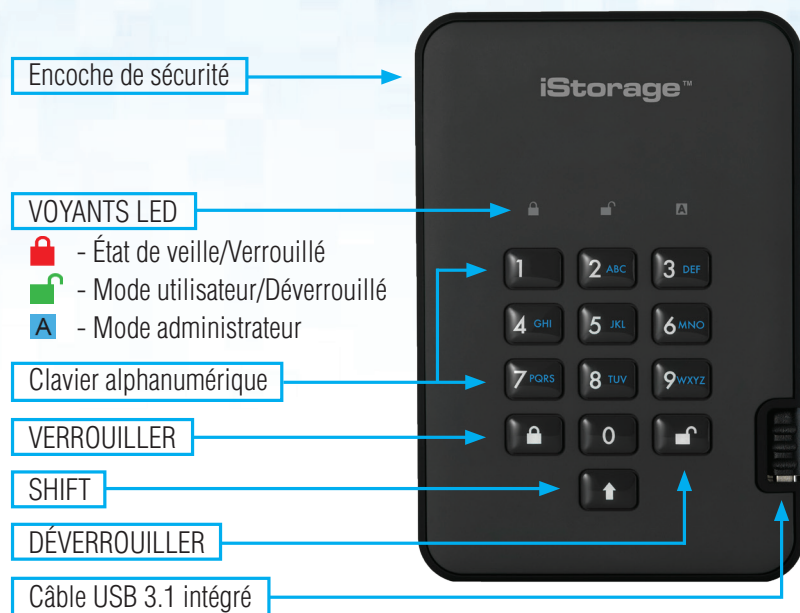 Encoche de sécurité
iStorage™
VOYANTS LED
A
- État de veille/Verrouillé
- Mode utilisateur/Déverrouillé
A - Mode administrateur
1
2 ABC
3 DEF
4 GHI
5 JKL
6 MNO
7 PQRS
8 TUV
9 WXYZ
0
Clavier alphanumérique
VERROUILLER
SHIFT
DÉVERROUILLER
Câble USB 3.1 intégré